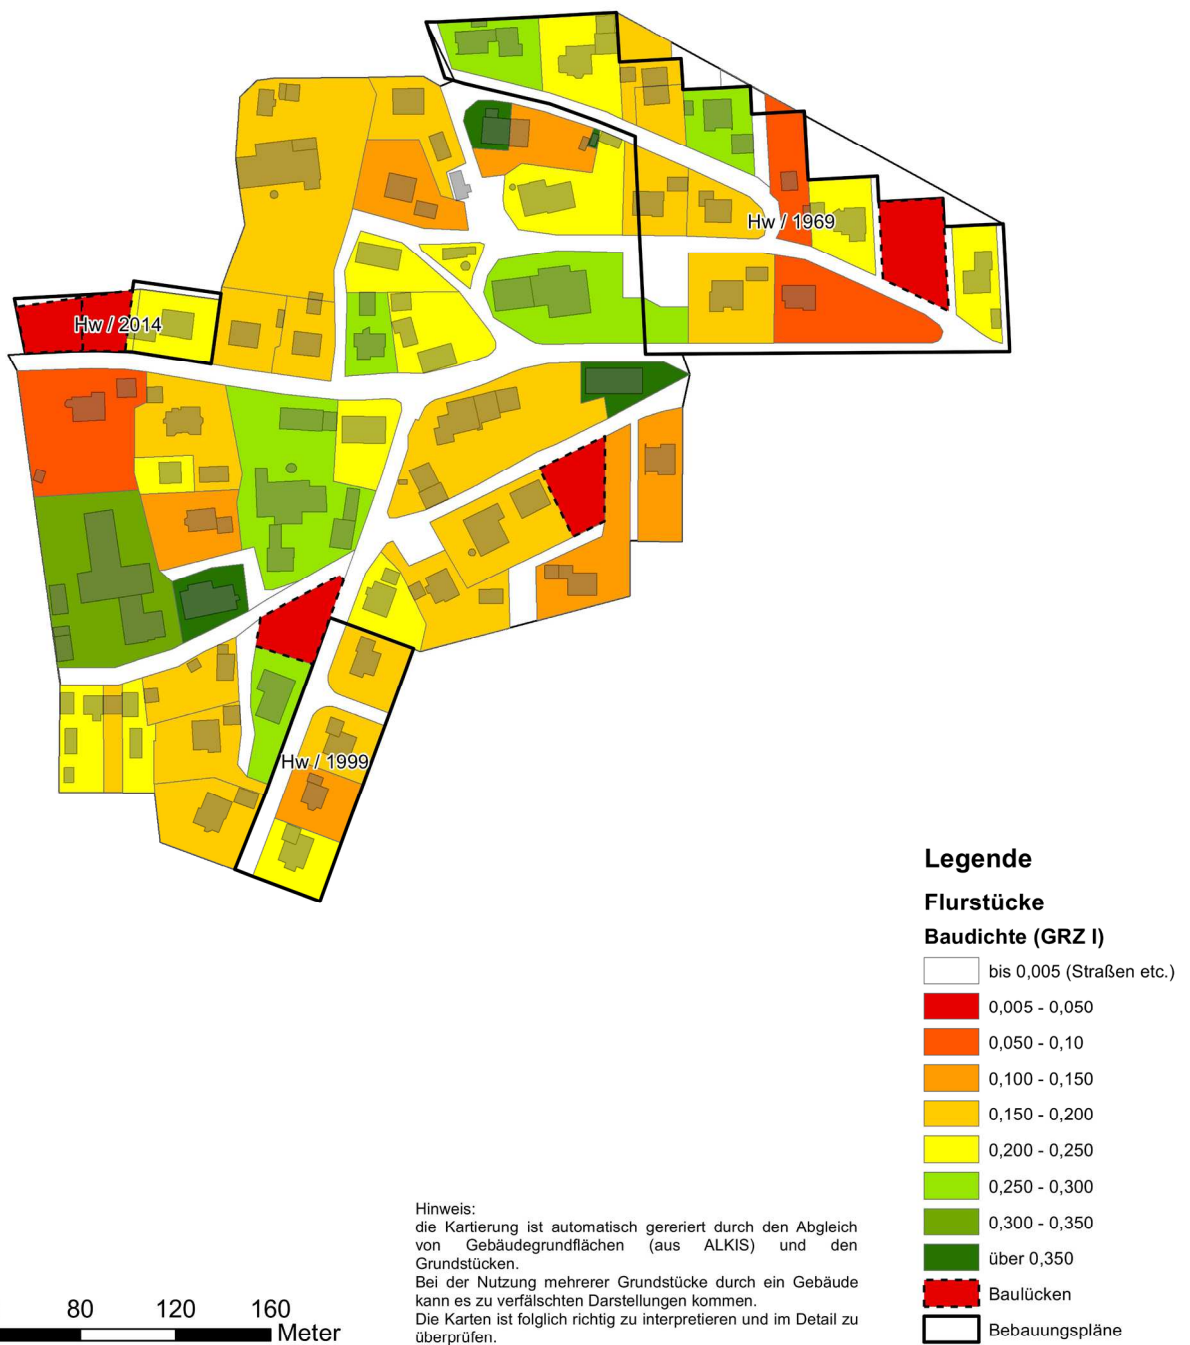 Hw / 1969
Hw / 2014
Hw / 1999
Legende
Flurstücke
Baudichte (GRZ I)
bis 0,005 (Straßen etc.)
0,005 - 0,050
0,050 - 0,10
0,100 - 0,150
0,150 - 0,200
0,200 - 0,250
0,250 - 0,300
0,300 - 0,350
über 0,350
Baulücken
Bebauungspläne
Hinweis:
die Kartierung ist automatisch gereriert durch den Abgleich
von Gebäudegrundflächen (aus ALKIS) und den
Grundstücken.
Bei der Nutzung mehrerer Grundstücke durch ein Gebäude
kann es zu verfälschten Darstellungen kommen.
Die Karten ist folglich richtig zu interpretieren und im Detail zu
überprüfen.
80 120 160
Meter